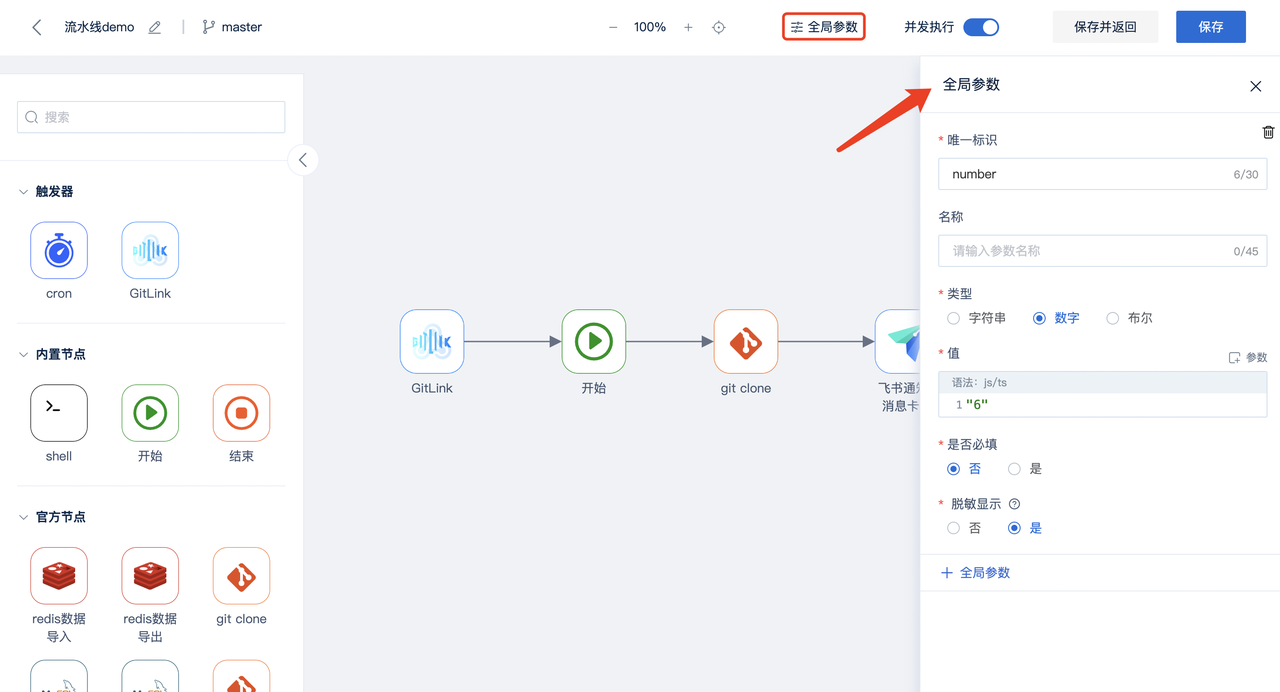 流水线demo
master
100%
全局参数
并发执行
保存并返回
保存
搜索
触发器
cron
GitLink
内置节点
shell
开始
结束
官方节点
redis数据
导入
redis数据
导出
git clone
GitLink
开始
git clone
飞书通
消息卡
全局参数
* 唯一标识
number
6/30
名称
请输入参数名称
0/45
* 类型
字符串
数字
布尔
* 值
参数
语法：js/ts
1 "6"
* 是否必填
否
是
* 脱敏显示
否
是
全局参数